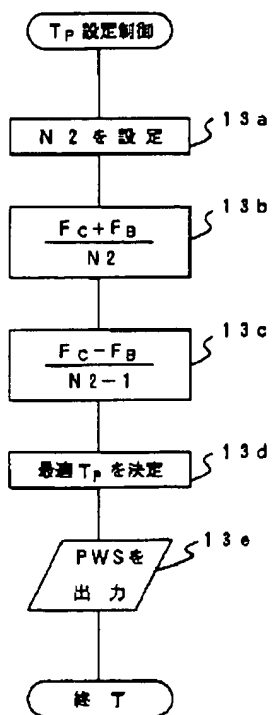 TP 設定制御
13a
N2を設定
13b
FC+FB
N2
13c
FC-FB
N2-1
13d
最適TPを決定
13e
PWSを
出力
終了